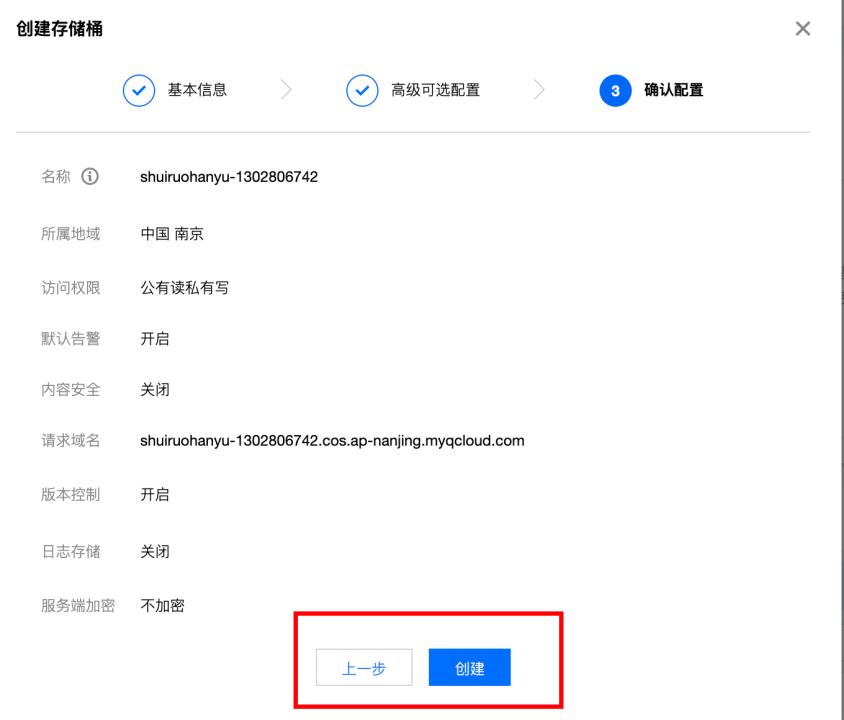 创建存储桶
基本信息 高级可选配置 3 确认配置
名称 shuiruohanyu-1302806742
所属地域 中国 南京
访问权限 公有读私有写
默认告警 开启
内容安全 关闭
请求域名 shuiruohanyu-1302806742.cos.ap-nanjing.myqcloud.com
版本控制 开启
日志存储 关闭
服务端加密 不加密
上一步 创建